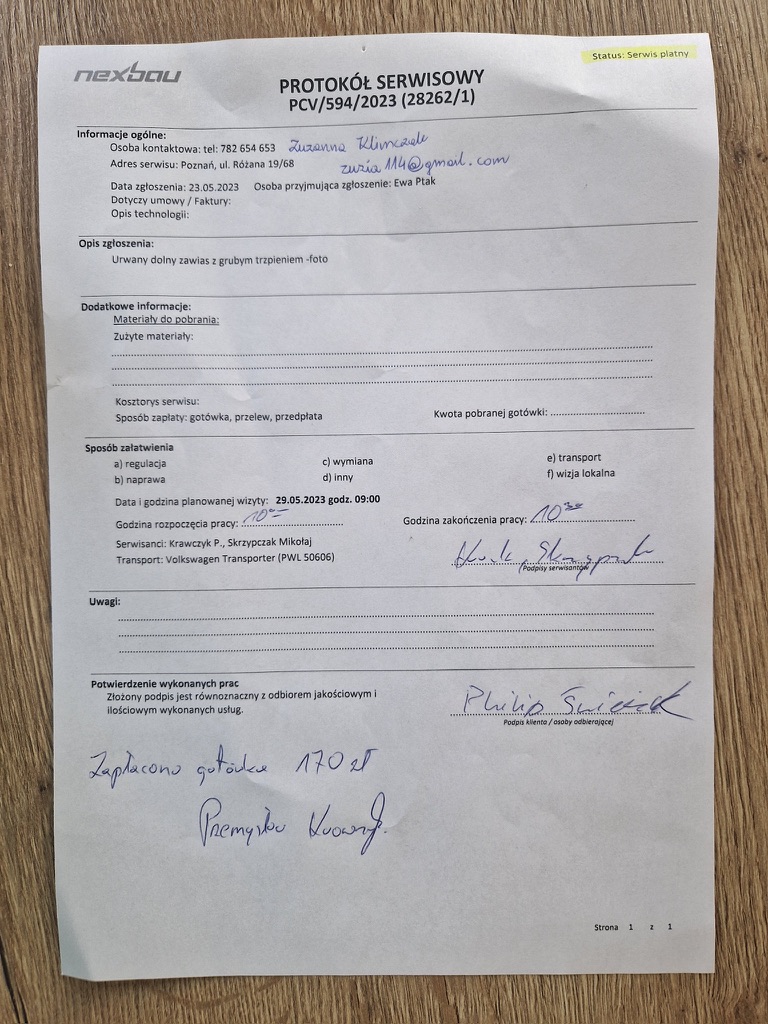 nexbau
Status: Serwis płatny
PROTOKÓŁ SERWISOWY
PCV/594/2023 (28262/1)
Informacje ogólne:
Osoba kontaktowa: tel: 782 654 653 Zuzanna Klimczak
Adres serwisu: Poznań, ul. Różana 19/68 zuzia114@gmail.com
Data zgłoszenia: 23.05.2023 Osoba przyjmująca zgłoszenie: Ewa Ptak
Dotyczy umowy / Faktury:
Opis technologii:
Opis zgłoszenia:
Urwany dolny zawias z grubym trzpieniem -foto
Dodatkowe informacje:
Materiały do pobrania:
Zużyte materiały:
Kosztorys serwisu:
Sposób zapłaty: gotówka, przelew, przedpłata Kwota pobranej gotówki:
Sposób załatwienia
a) regulacja c) wymiana e) transport
b) naprawa d) inny f) wizja lokalna
Data i godzina planowanej wizyty: 29.05.2023 godz. 09:00
Godzina rozpoczęcia pracy: 10 Godzina zakończenia pracy: 10 30
Serwisanci: Krawczyk P., Skrzypczak Mikołaj
Transport: Volkswagen Transporter (PWL 50606)
Podpisy serwisantów
Uwagi:
Potwierdzenie wykonanych prac
Złożony podpis jest równoznaczny z odbiorem jakościowym i
ilościowym wykonanych usług.
Philip
Podpis klienta / osoby odbierającej
Zapłacono gotówką 170 zł
Przemysław
Strona 1 z 1